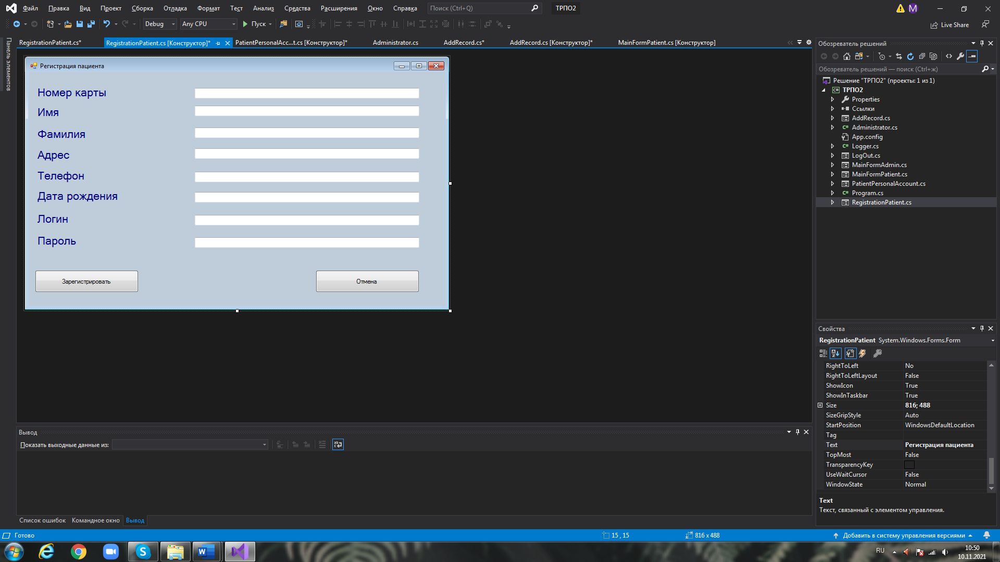 Файл Правка Вид Проект Сборка Отладка Формат Тест Анализ Средства Расширения Окно Справка Поиск (Ctrl+Q) ТРПО2 M
Debug Any CPU Пуск Live Share
Панель элементов
RegistrationPatient.cs* RegistrationPatient.cs [Конструктор]* PatientPersonalAcc...t.cs [Конструктор]* Administrator.cs AddRecord.cs* AddRecord.cs [Конструктор]* MainFormPatient.cs [Конструктор]
Регистрация пациента
Номер карты
Имя
Фамилия
Адрес
Телефон
Дата рождения
Логин
Пароль
Зарегистрировать Отмена
Обозреватель решений
Обозреватель решений — поиск (Ctrl+ж)
Решение "ТРПО2" (проекты: 1 из 1)
ТРПО2
Properties
Ссылки
AddRecord.cs
Administrator.cs
App.config
Logger.cs
LogOut.cs
MainFormAdmin.cs
MainFormPatient.cs
PatientPersonalAccount.cs
Program.cs
RegistrationPatient.cs
Свойства
RegistrationPatient System.Windows.Forms.Form
RightToLeft No
RightToLeftLayout False
ShowIcon True
ShowInTaskbar True
Size 816; 488
SizeGripStyle Auto
StartPosition WindowsDefaultLocation
Tag
Text Регистрация пациента
TopMost False
TransparencyKey
UseWaitCursor False
WindowState Normal
Text
Текст, связанный с элементом управления.
Вывод
Показать выходные данные из:
Список ошибок Командное окно Вывод
Готово 15 , 15 816 x 488 Добавить в систему управления версиями
RU 10:50
10.11.2021